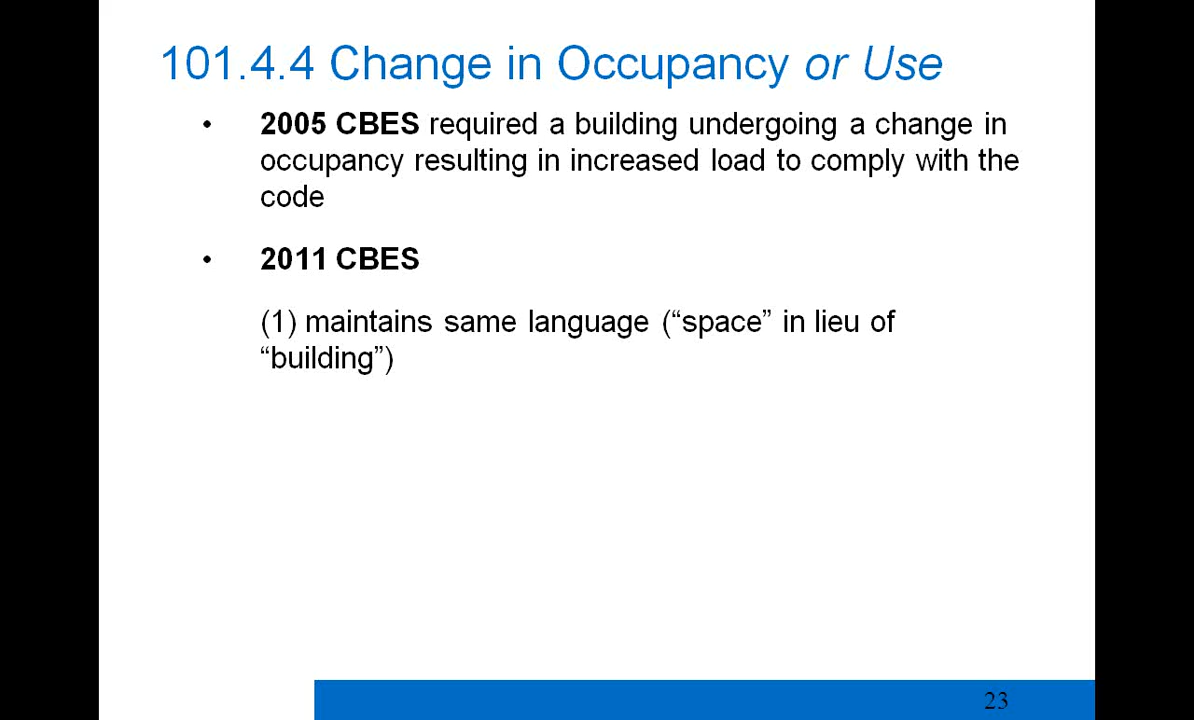 101.4.4 Change in Occupancy or Use
• 2005 CBES required a building undergoing a change in
occupancy resulting in increased load to comply with the
code
• 2011 CBES
(1) maintains same language (“space” in lieu of
“building”)
23